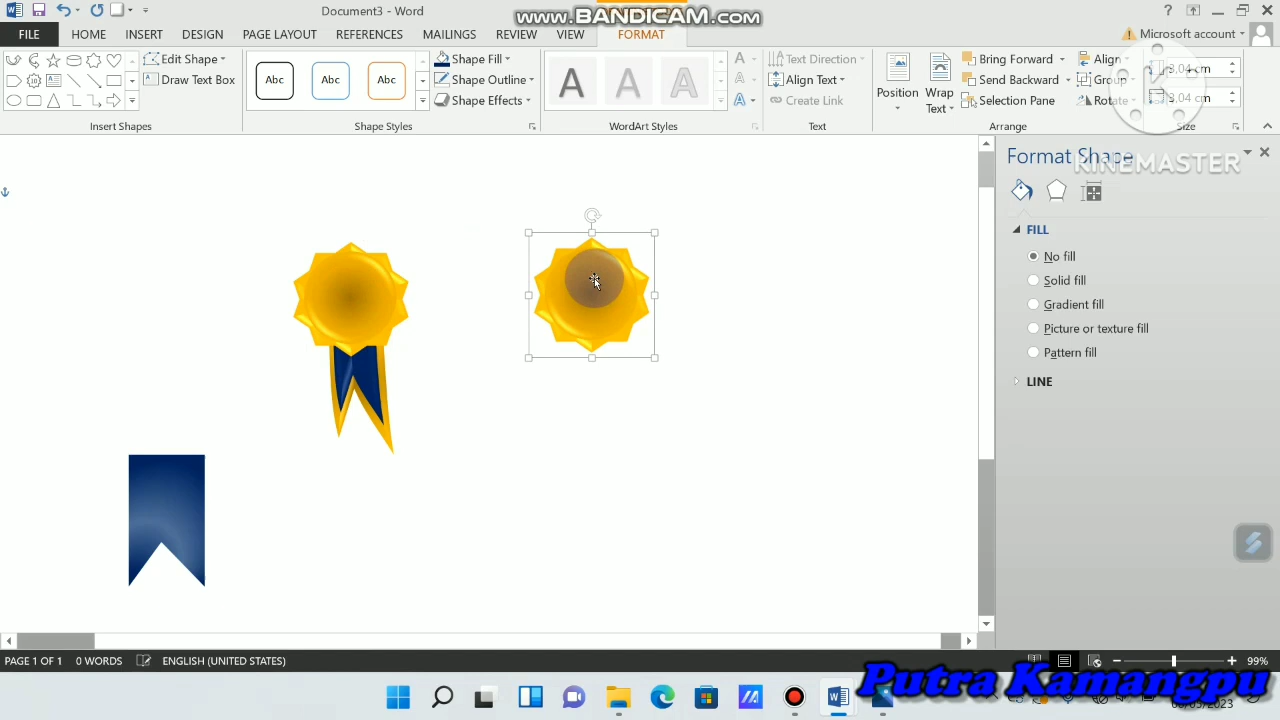 Document3 - Word
www.BANDICAM.com
FORMAT
?
FILE HOME INSERT DESIGN PAGE LAYOUT REFERENCES MAILINGS REVIEW VIEW Microsoft account
Edit Shape
Draw Text Box
Insert Shapes
Abc Abc Abc
Shape Fill
Shape Outline
Shape Effects
Shape Styles
A A A
WordArt Styles
Text Direction
Align Text
Create Link
Text
Position
Wrap Text
Bring Forward
Send Backward
Selection Pane
Align
Group
Rotate
Arrange
3,04 cm
3,04 cm
Size
Format Shape
KINEMASTER
FILL
No fill
Solid fill
Gradient fill
Picture or texture fill
Pattern fill
LINE
PAGE 1 OF 1 0 WORDS ENGLISH (UNITED STATES) 99%
Putra Kamangpu